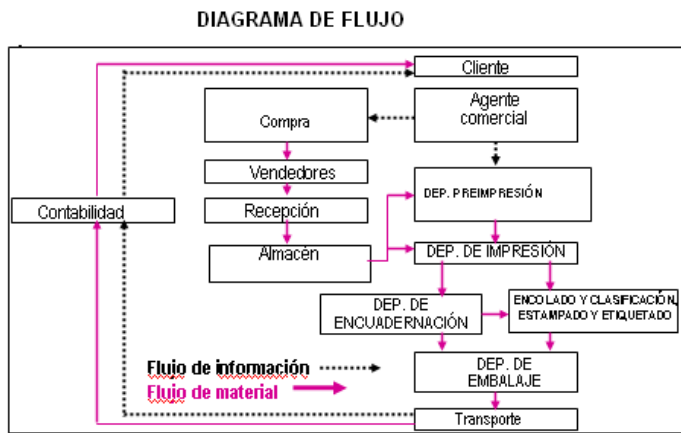 DIAGRAMA DE FLUJO
Cliente
Agente
comercial
Compra
Vendedores
DEP. PREIMPRESIÓN
Contabilidad
Recepción
Almacén
DEP. DE IMPRESIÓN
DEP. DE
ENCUADERNACIÓN
ENCOLADO Y CLASIFICACIÓN,
ESTAMPADO Y ETIQUETADO
Flujo de información
Flujo de material
DEP. DE
EMBALAJE
Transporte